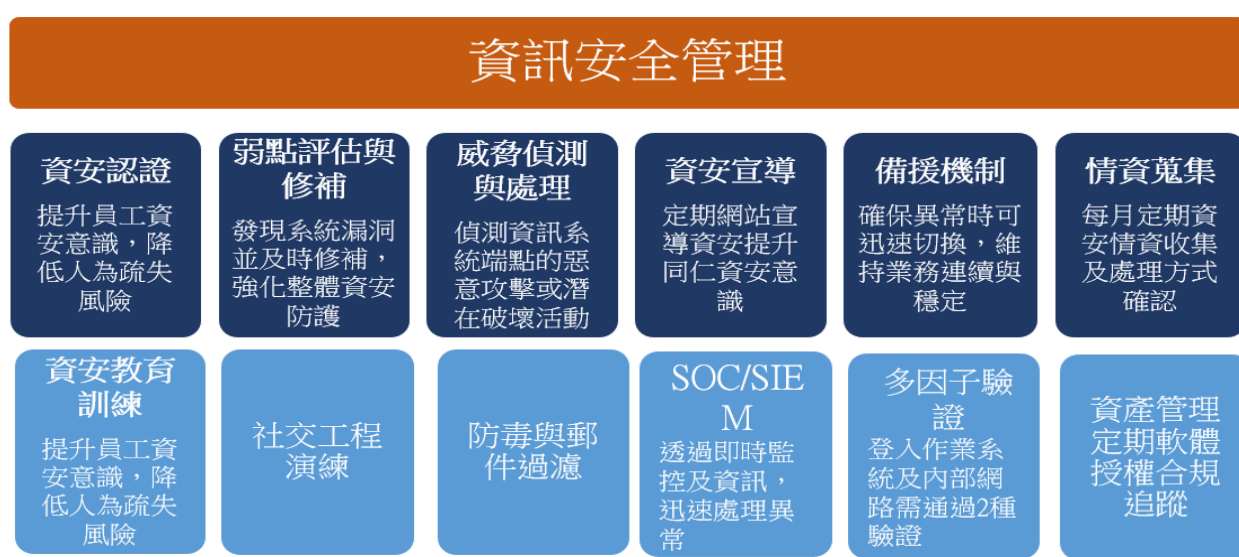 資訊安全管理
資安認證
提升員工資
安意識，降
低人為疏失
風險
弱點評估與
修補
發現系統漏洞
並及時修補，
強化整體資安
防護
威脅偵測
與處理
偵測資訊系
統端點的惡
意攻擊或潛
在破壞活動
資安宣導
定期網站宣
導資安提升
同仁資安意
識
備援機制
確保異常時可
迅速切換，維
持業務連續與
穩定
情資蒐集
每月定期資
安情資收集
及處理方式
確認
資安教育
訓練
提升員工資
安意識，降
低人為疏失
風險
社交工程
演練
防毒與郵
件過濾
SOC/SIE
M
透過即時監
控及資訊，
迅速處理異
常
多因子驗
證
登入作業系
統及內部網
路需通過2種
驗證
資產管理
定期軟體
授權合規
追蹤